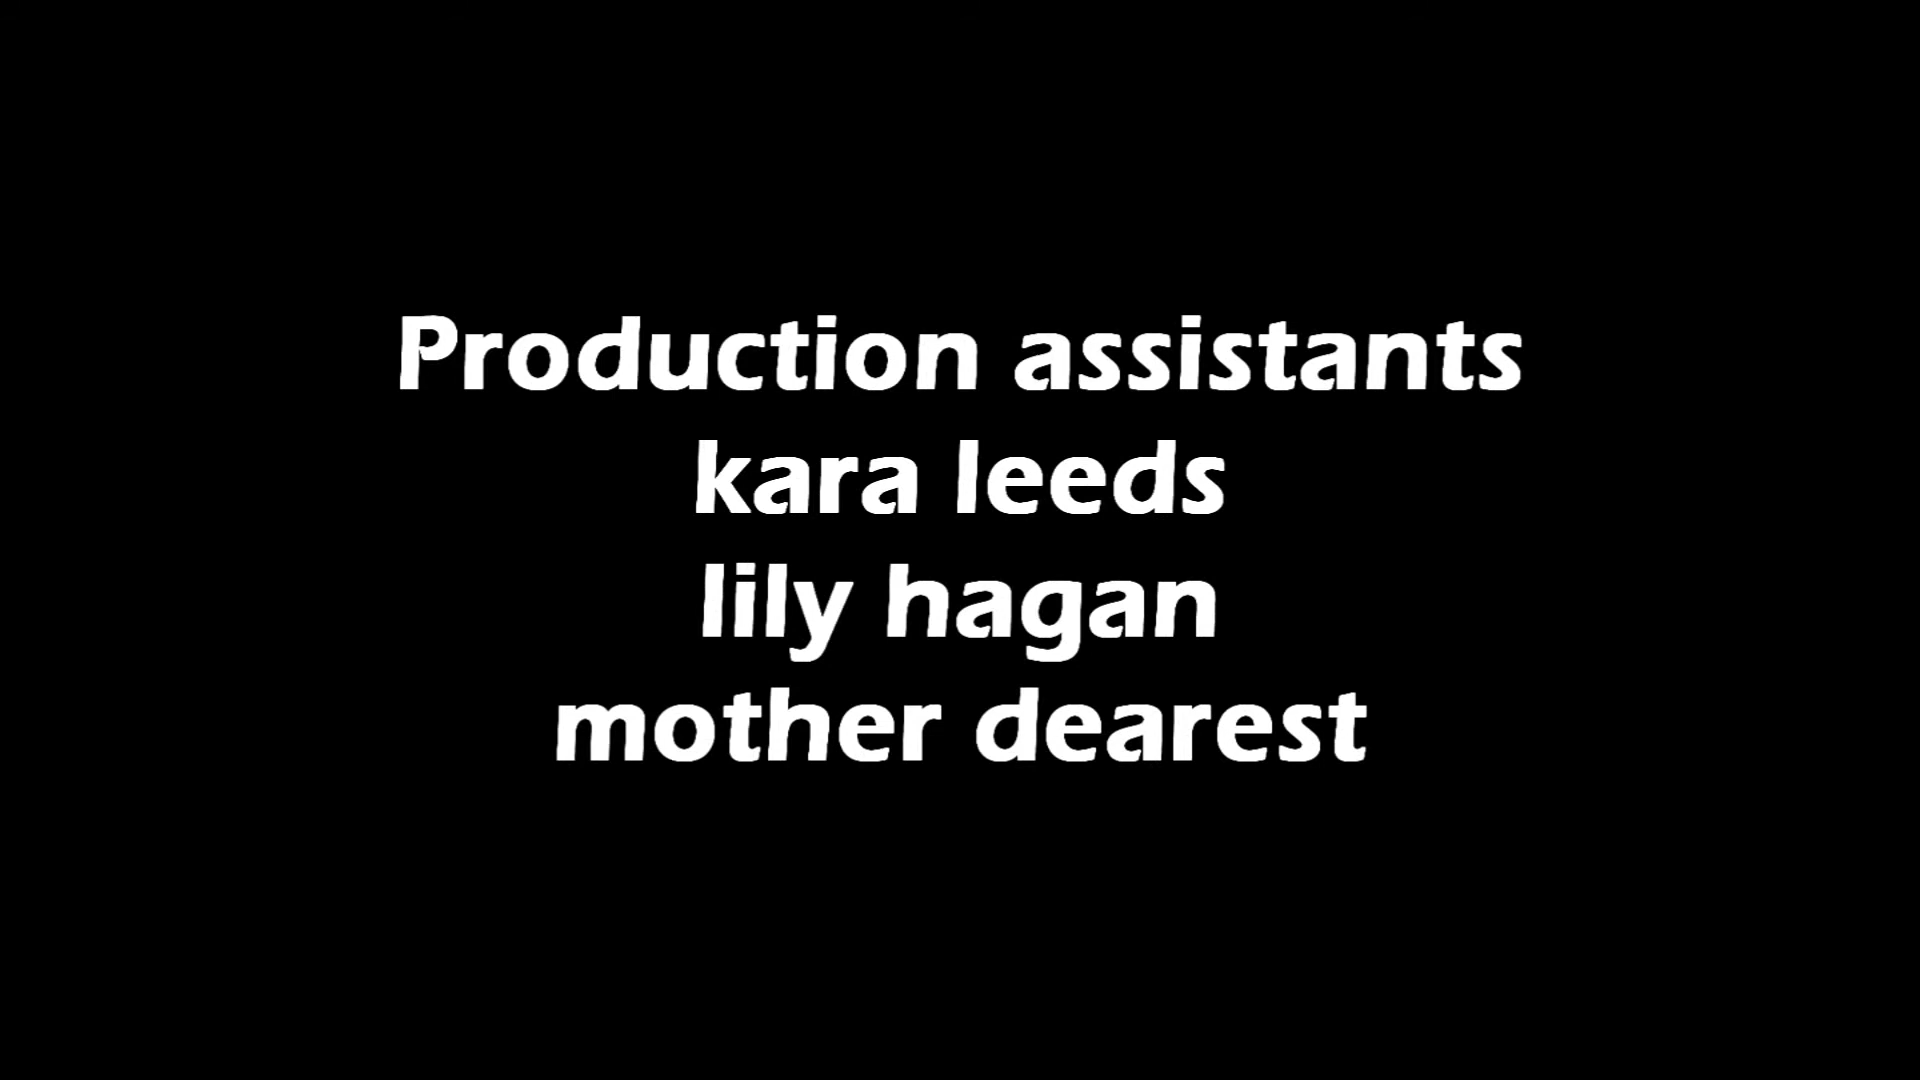 Production assistants
kara leeds
lily hagan
mother dearest